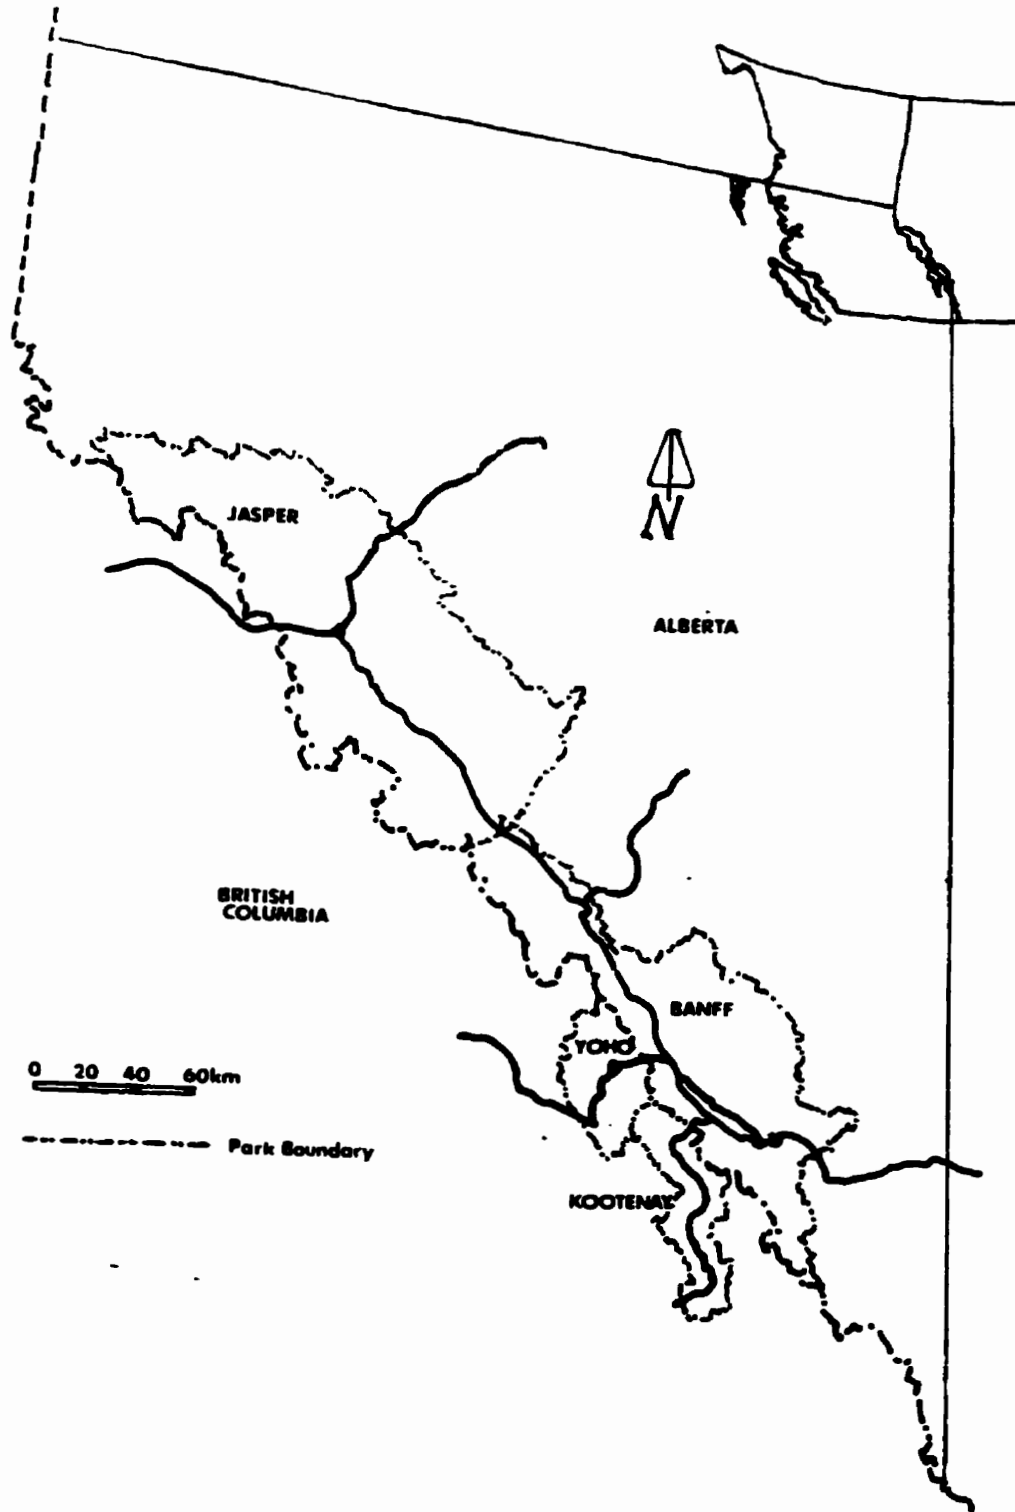 JASPER
N
ALBERTA
BRITISH
COLUMBIA
BANFF
YOHO
0 20 40 60km
Park Boundary
KOOTENAY